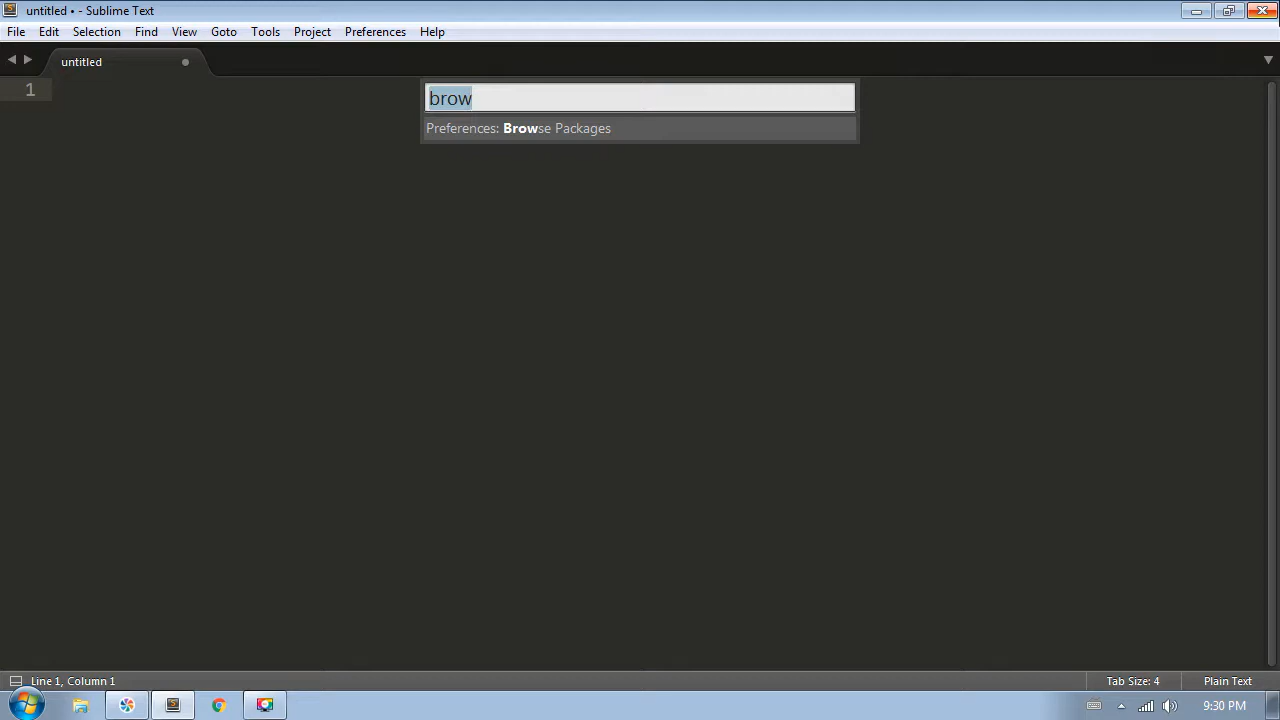 untitled • - Sublime Text
File Edit Selection Find View Goto Tools Project Preferences Help
untitled
1
brow
Preferences: Browse Packages
Line 1, Column 1
Tab Size: 4
Plain Text
9:30 PM